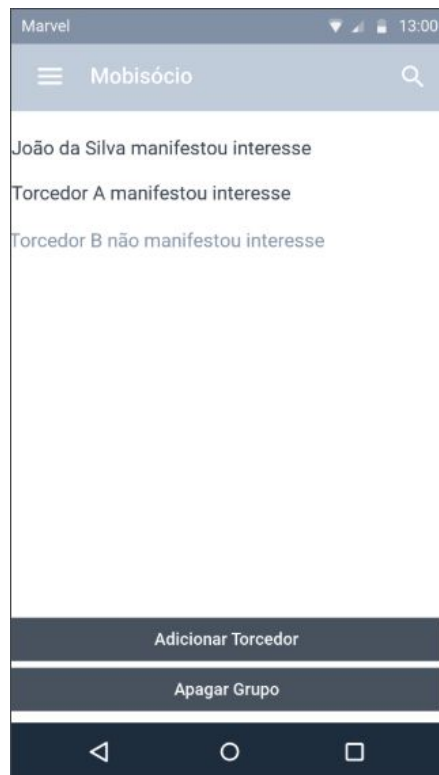 Marvel 13:00
Mobisócio
João da Silva manifestou interesse
Torcedor A manifestou interesse
Torcedor B não manifestou interesse
Adicionar Torcedor
Apagar Grupo